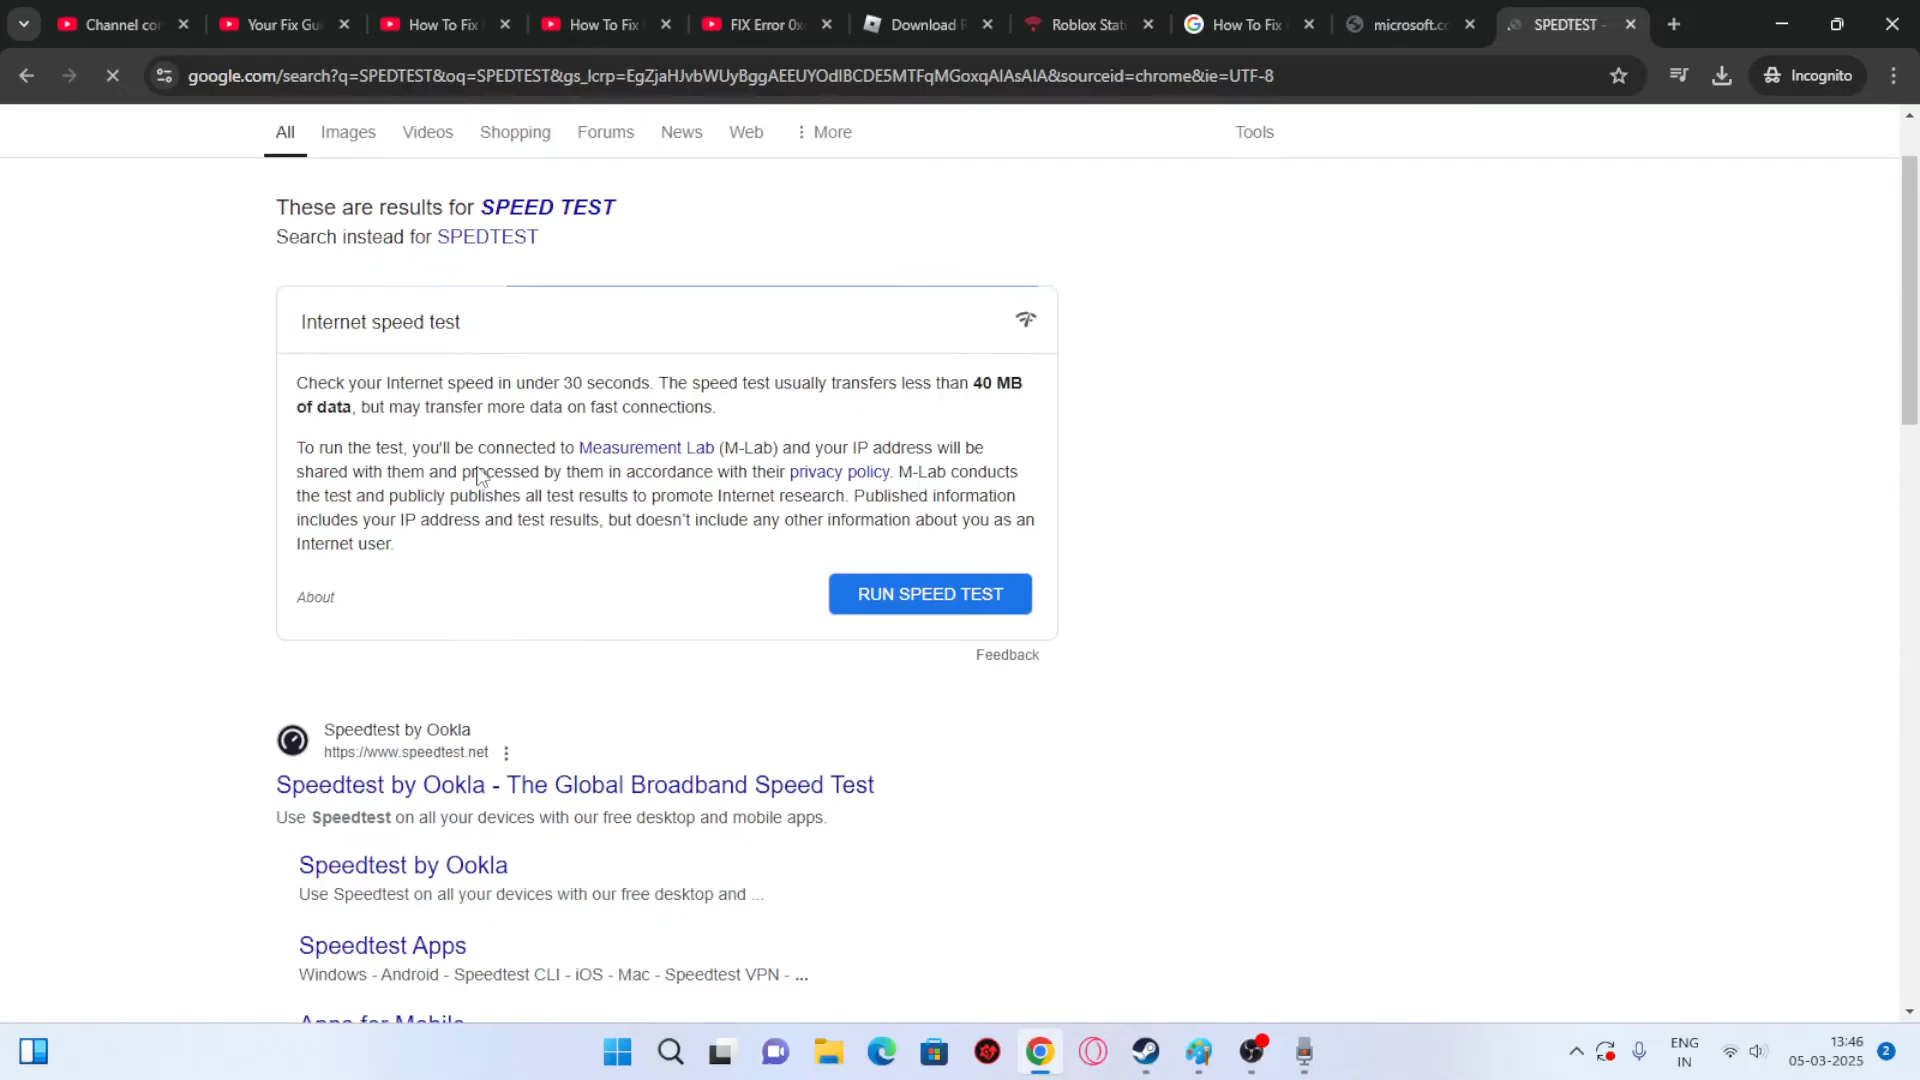 Channel co
Your Fix Gu
How To Fix
How To Fix
FIX Error 0x
Download R
Roblox Stat
How To Fix
microsoft.co
SPEDTEST -
google.com/search?q=SPEDTEST&oq=SPEDTEST&gs_lcrp=EgZjaHJvbWUyBggAEEUYOdIBCDE5MTFqMGoxqAIAsAIA&sourceid=chrome&ie=UTF-8
Incognito
All
Images
Videos
Shopping
Forums
News
Web
More
Tools
These are results for SPEED TEST
Search instead for SPEDTEST
Internet speed test
Check your Internet speed in under 30 seconds. The speed test usually transfers less than 40 MB
of data, but may transfer more data on fast connections.
To run the test, you'll be connected to Measurement Lab (M-Lab) and your IP address will be
shared with them and processed by them in accordance with their privacy policy. M-Lab conducts
the test and publicly publishes all test results to promote Internet research. Published information
includes your IP address and test results, but doesn't include any other information about you as an
Internet user.
About
RUN SPEED TEST
Feedback
Speedtest by Ookla
https://www.speedtest.net
Speedtest by Ookla - The Global Broadband Speed Test
Use Speedtest on all your devices with our free desktop and mobile apps.
Speedtest by Ookla
Use Speedtest on all your devices with our free desktop and ...
Speedtest Apps
Windows - Android - Speedtest CLI - iOS - Mac - Speedtest VPN - ...
Apps for Mobile
ENG
IN
13:46
05-03-2025
2